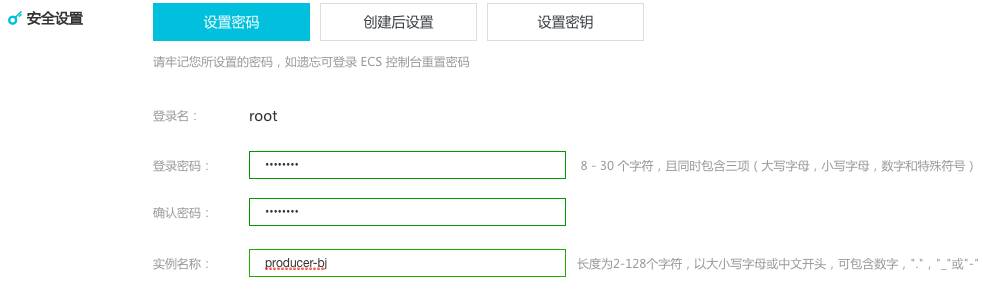 安全设置 设置密码 创建后设置 设置密钥
请牢记您所设置的密码，如遗忘可登录 ECS 控制台重置密码
登录名： root
登录密码： •••••••• 8 - 30 个字符，且同时包含三项（大写字母，小写字母，数字和特殊符号）
确认密码： ••••••••
实例名称： producer-bj 长度为2-128个字符，以大小写字母或中文开头，可包含数字，"."，"_"或"-"